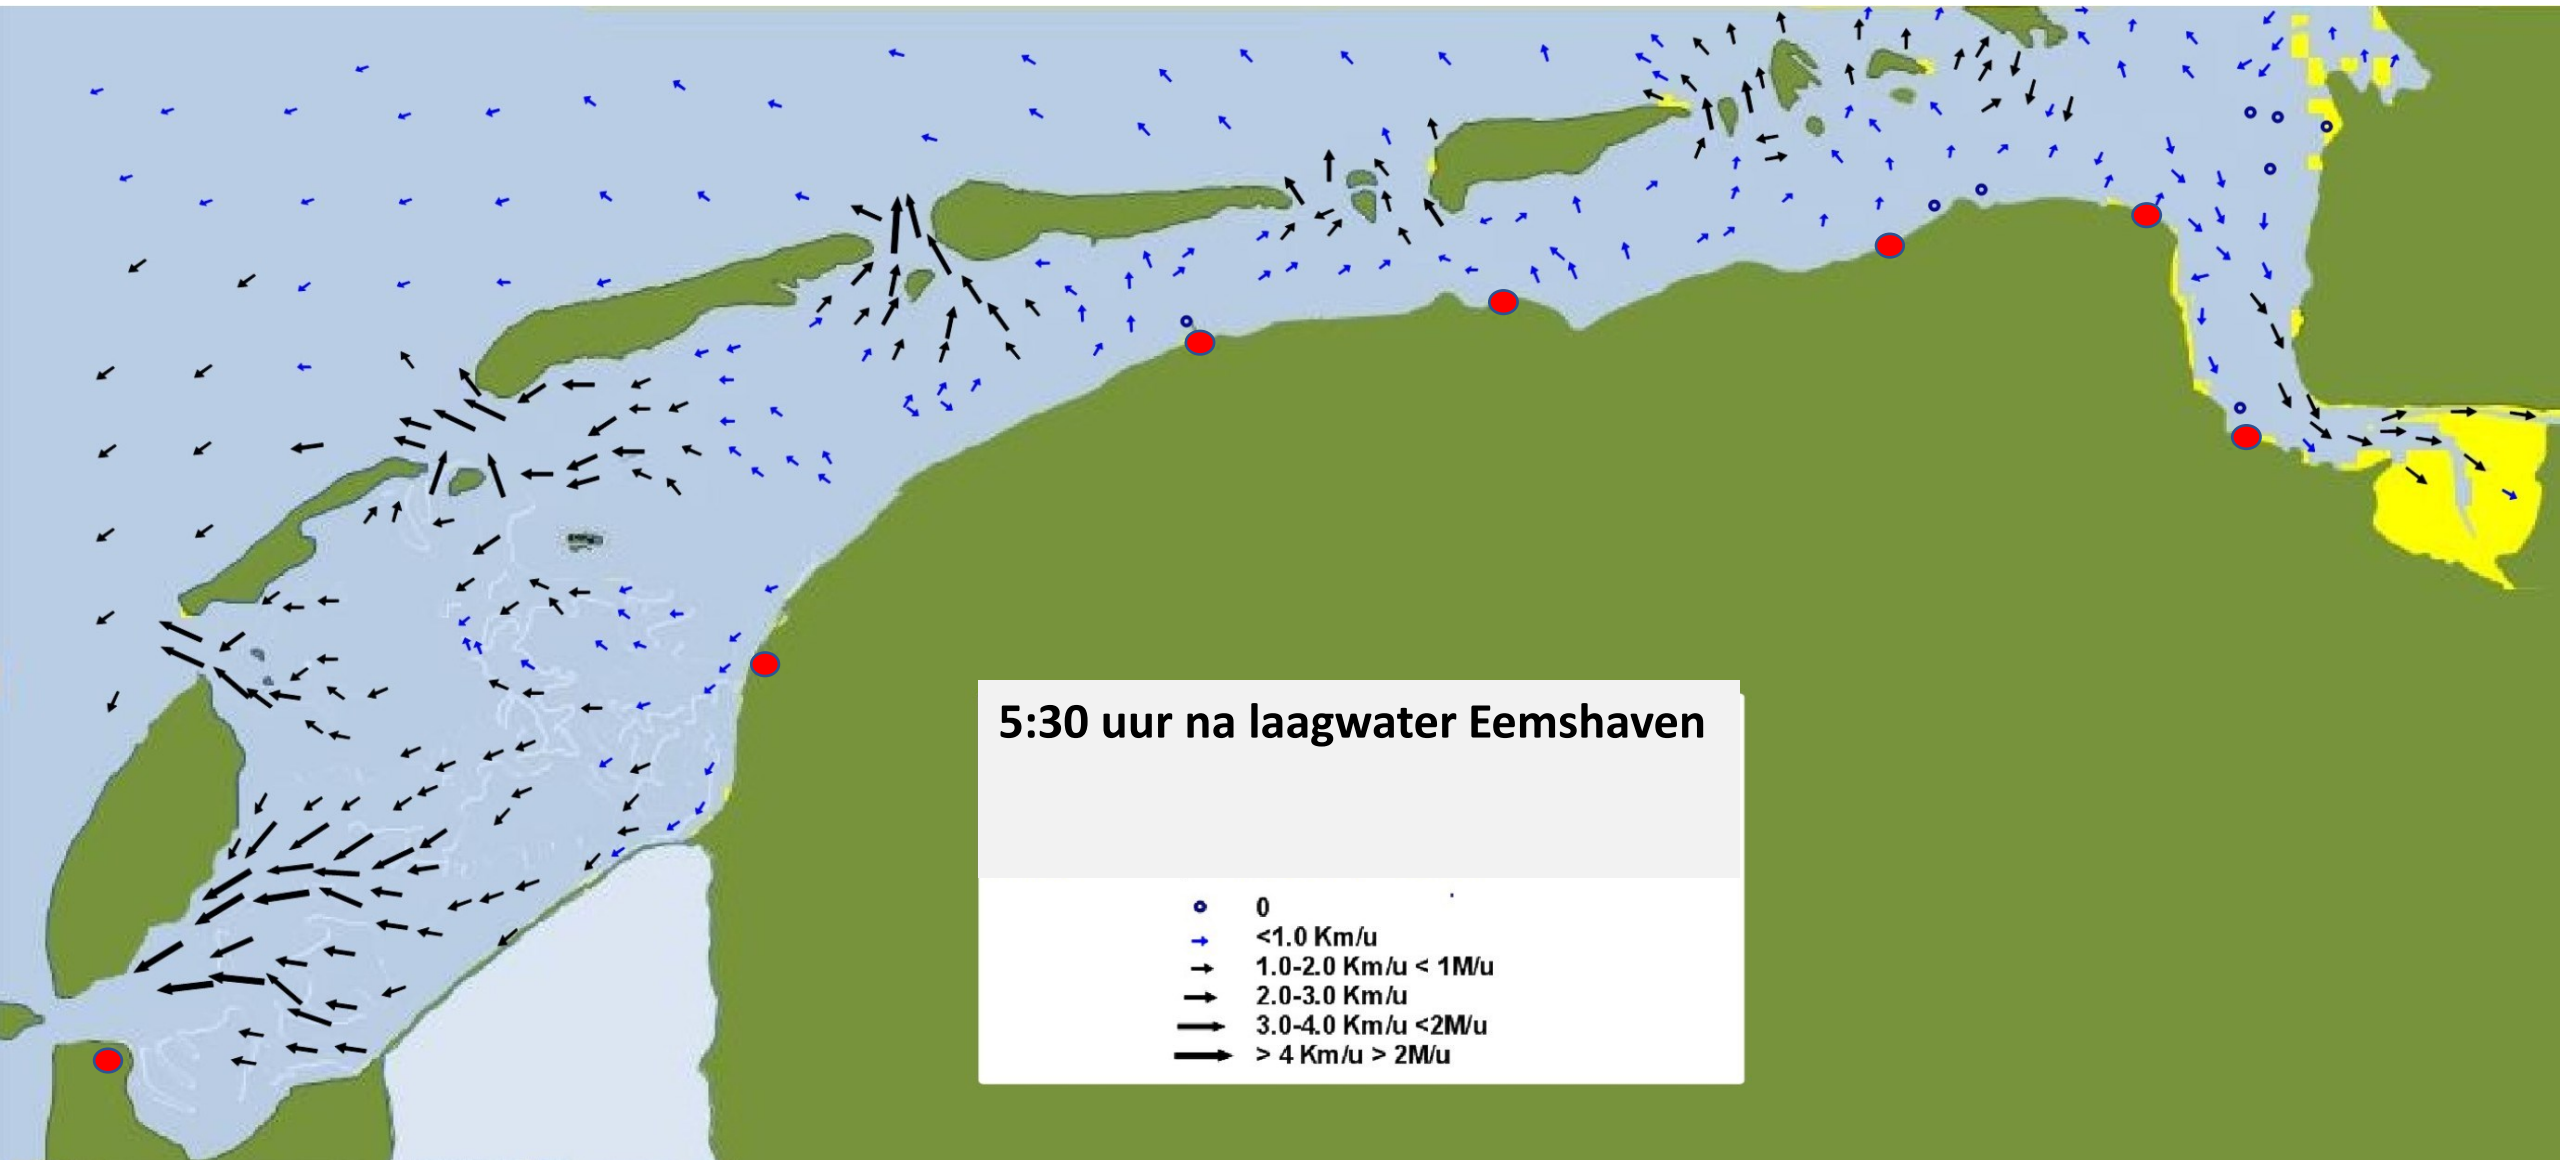 5:30 uur na laagwater Eemshaven
0
<1.0 Km/u
1.0-2.0 Km/u < 1M/u
2.0-3.0 Km/u
3.0-4.0 Km/u <2M/u
> 4 Km/u > 2M/u